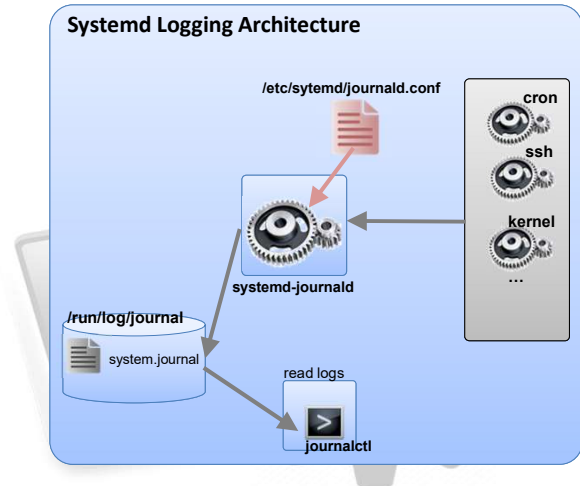 Systemd Logging Architecture
/etc/sytemd/journald.conf
cron
ssh
kernel
...
systemd-journald
/run/log/journal
system.journal
read logs
>
journalctl